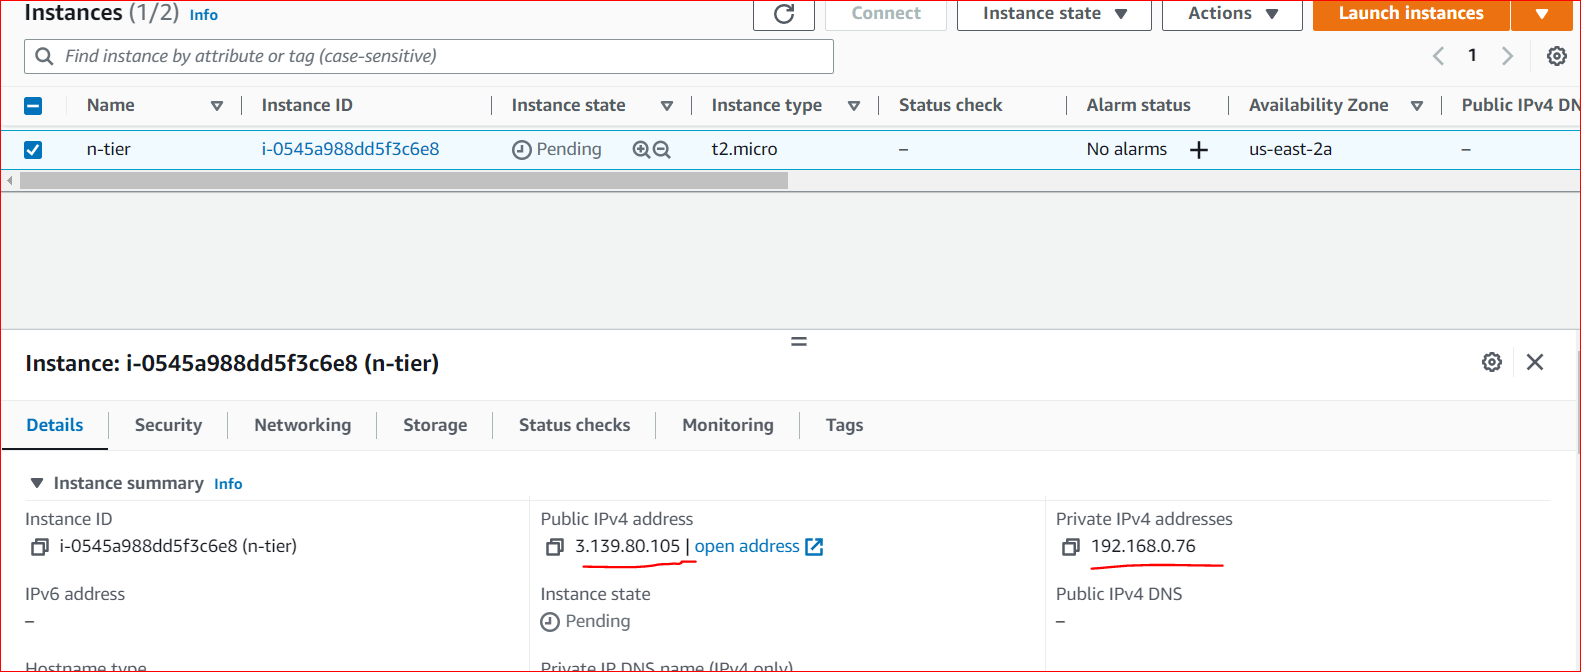 Instances (1/2) Info Connect Instance state Actions Launch instances
Find instance by attribute or tag (case-sensitive) 1
Name Instance ID Instance state Instance type Status check Alarm status Availability Zone Public IPv4 DN
n-tier i-0545a988dd5f3c6e8 Pending t2.micro – No alarms + us-east-2a –
Instance: i-0545a988dd5f3c6e8 (n-tier)
Details Security Networking Storage Status checks Monitoring Tags
Instance summary Info
Instance ID Public IPv4 address Private IPv4 addresses
i-0545a988dd5f3c6e8 (n-tier) 3.139.80.105 | open address 192.168.0.76
IPv6 address Instance state Public IPv4 DNS
– Pending –
Hostname type Private IP DNS name (IPv4 only)